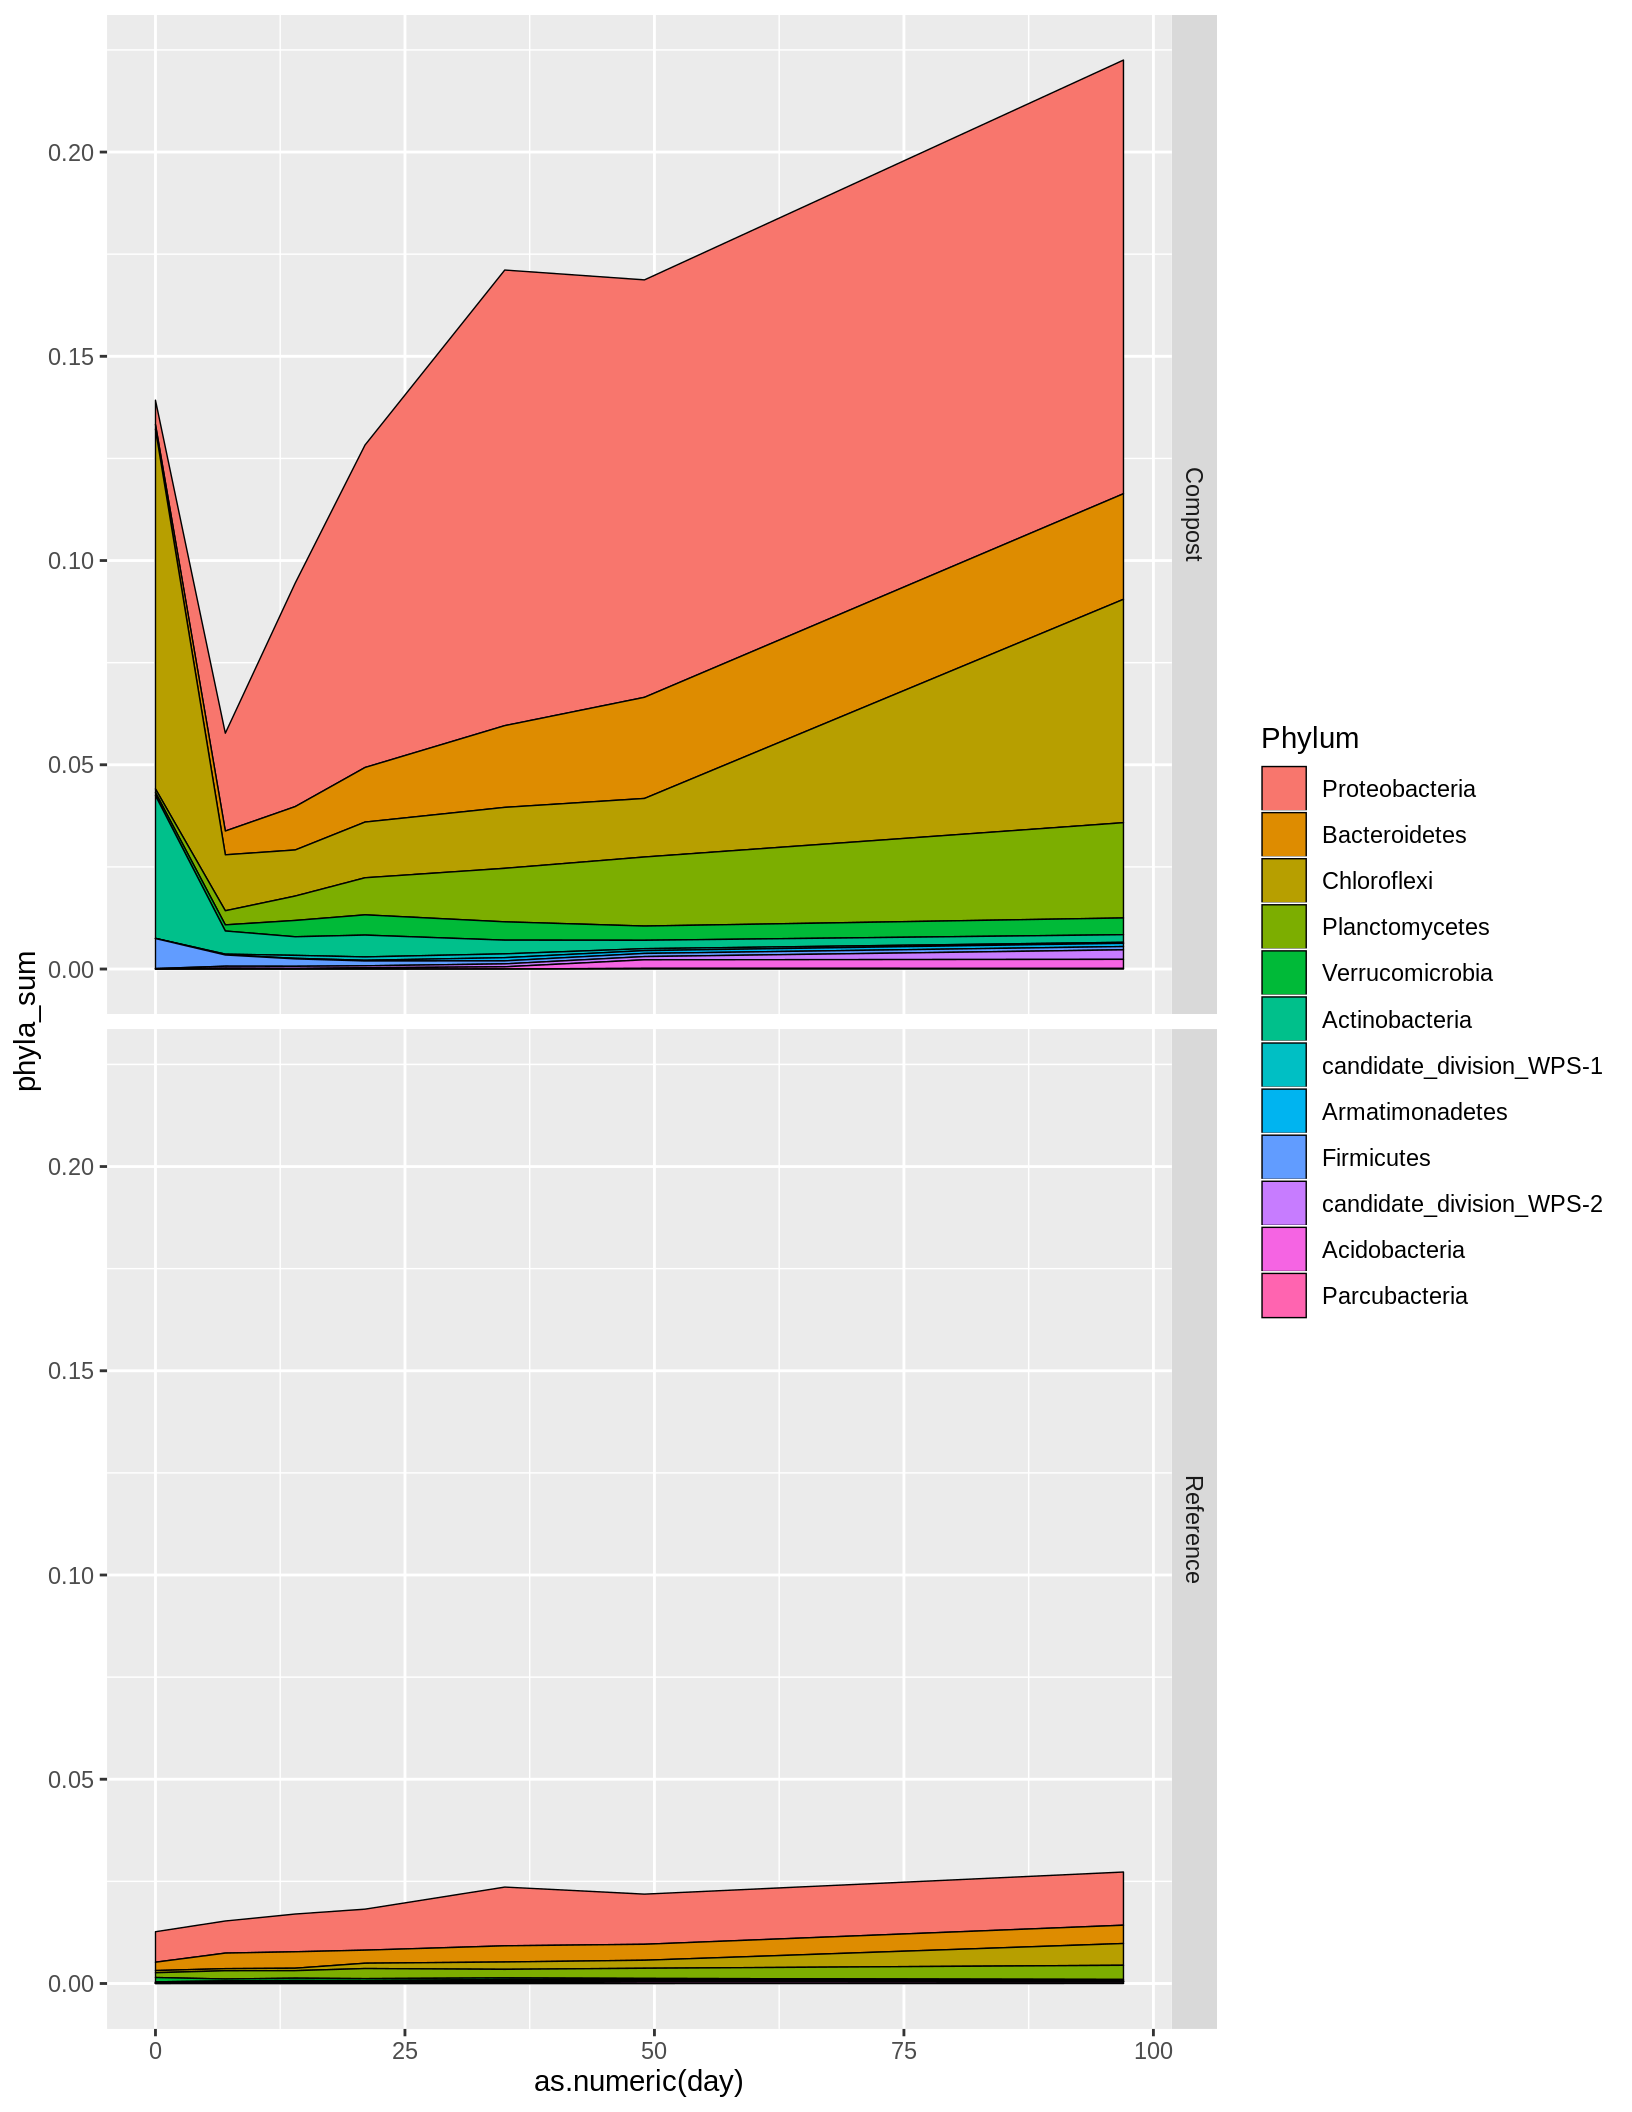 phyla_sum
0.20
0.15
0.10
0.05
0.00
Compost
0.20
0.15
0.10
0.05
0.00
Reference
0 25 50 75 100
as.numeric(day)
Phylum
Proteobacteria
Bacteroidetes
Chloroflexi
Planctomycetes
Verrucomicrobia
Actinobacteria
candidate_division_WPS-1
Armatimonadetes
Firmicutes
candidate_division_WPS-2
Acidobacteria
Parcubacteria